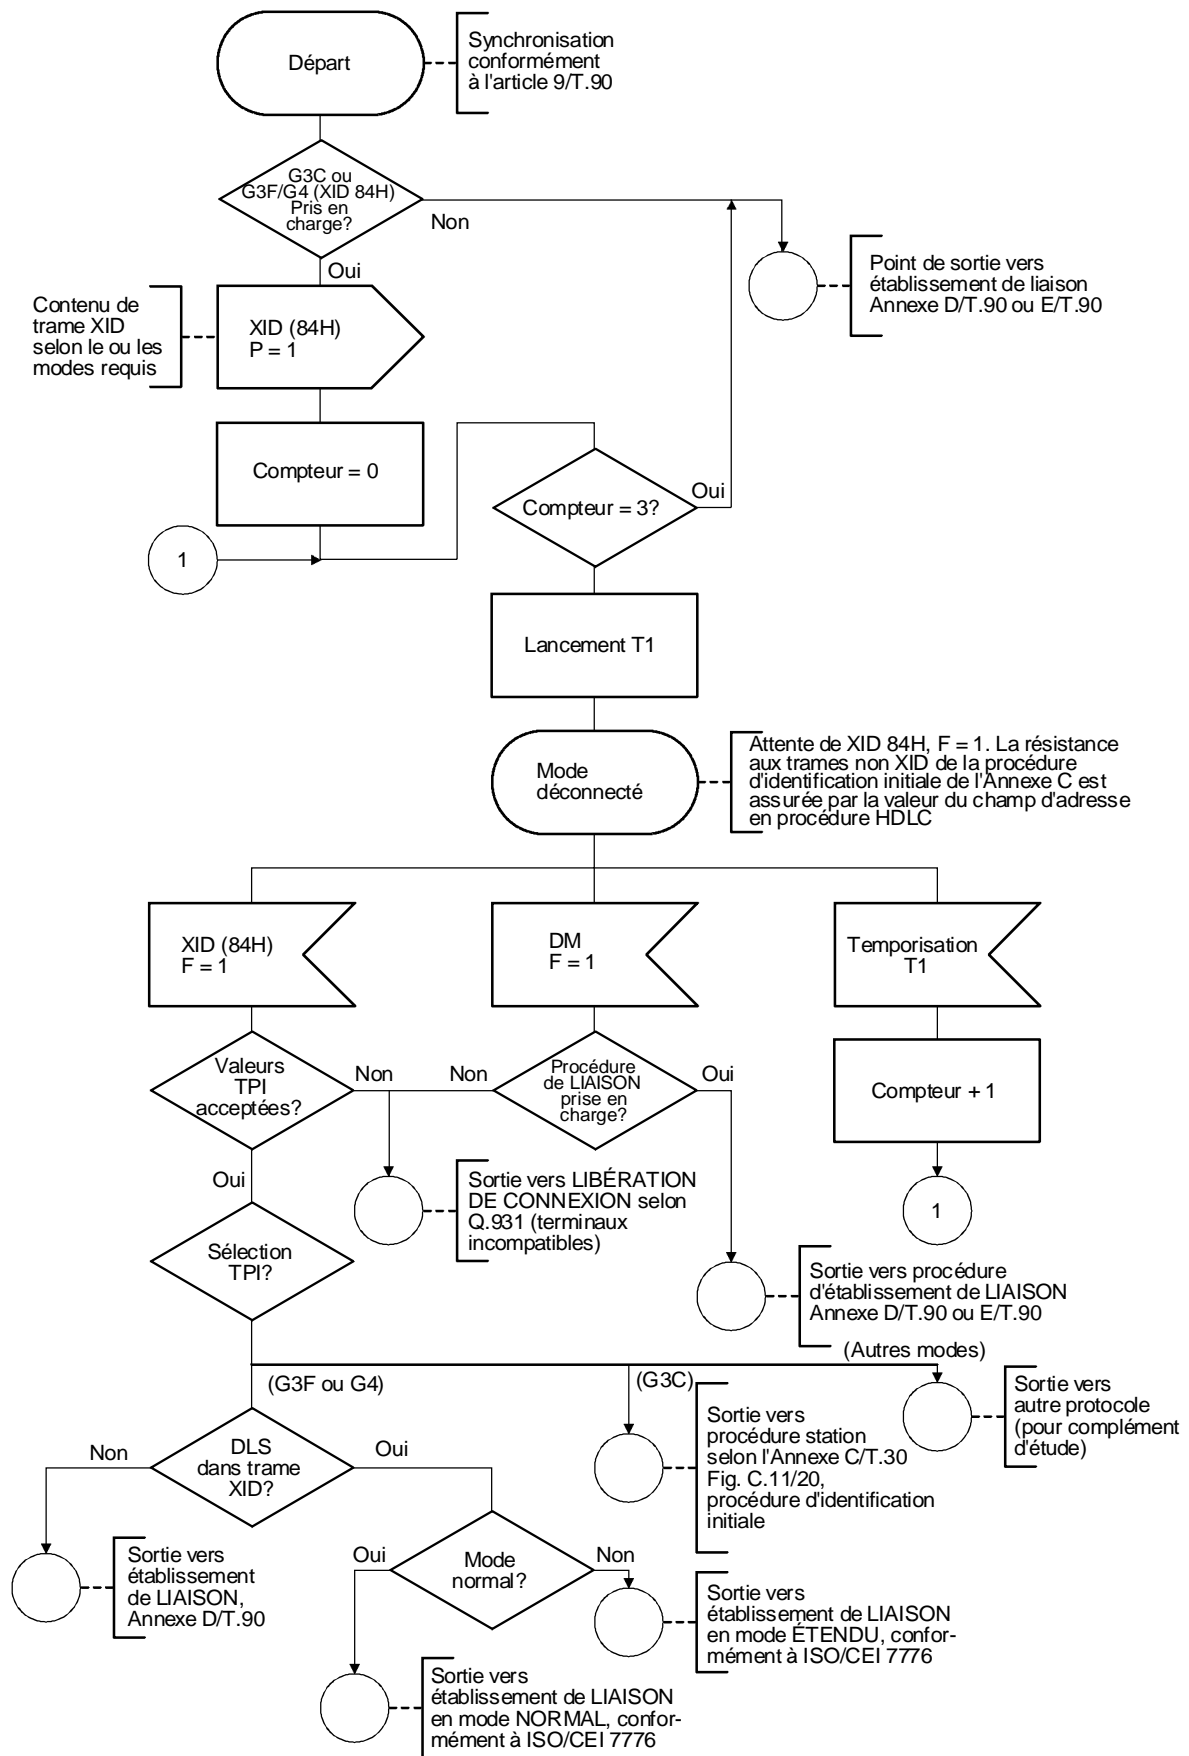 Départ
Synchronisation
conformément
à l'article 9/T.90
G3C ou
G3F/G4 (XID 84H)
Pris en
charge?
Non
Oui
Point de sortie vers
établissement de liaison
Annexe D/T.90 ou E/T.90
Contenu de
trame XID
selon le ou les
modes requis
XID (84H)
P = 1
Compteur = 0
Compteur = 3?
Oui
1
Lancement T1
Mode
déconnecté
Attente de XID 84H, F = 1. La résistance
aux trames non XID de la procédure
d'identification initiale de l'Annexe C est
assurée par la valeur du champ d'adresse
en procédure HDLC
XID (84H)
F = 1
DM
F = 1
Temporisation
T1
Valeurs
TPI
acceptées?
Non
Non
Procédure
de LIAISON
prise en
charge?
Oui
Compteur + 1
Oui
Sortie vers LIBÉRATION
DE CONNEXION selon
Q.931 (terminaux
incompatibles)
1
Sélection
TPI?
Sortie vers procédure
d'établissement de LIAISON
Annexe D/T.90 ou E/T.90
(Autres modes)
(G3F ou G4)
(G3C)
Sortie vers
autre protocole
(pour complément
d'étude)
Sortie vers
procédure station
selon l'Annexe C/T.30
Fig. C.11/20,
procédure d'identification
initiale
Non
DLS
dans trame
XID?
Oui
Sortie vers
établissement
de LIAISON,
Annexe D/T.90
Oui
Mode
normal?
Non
Sortie vers
établissement de LIAISON
en mode ÉTENDU, confor-
mément à ISO/CEI 7776
Sortie vers
établissement de LIAISON
en mode NORMAL, confor-
mément à ISO/CEI 7776